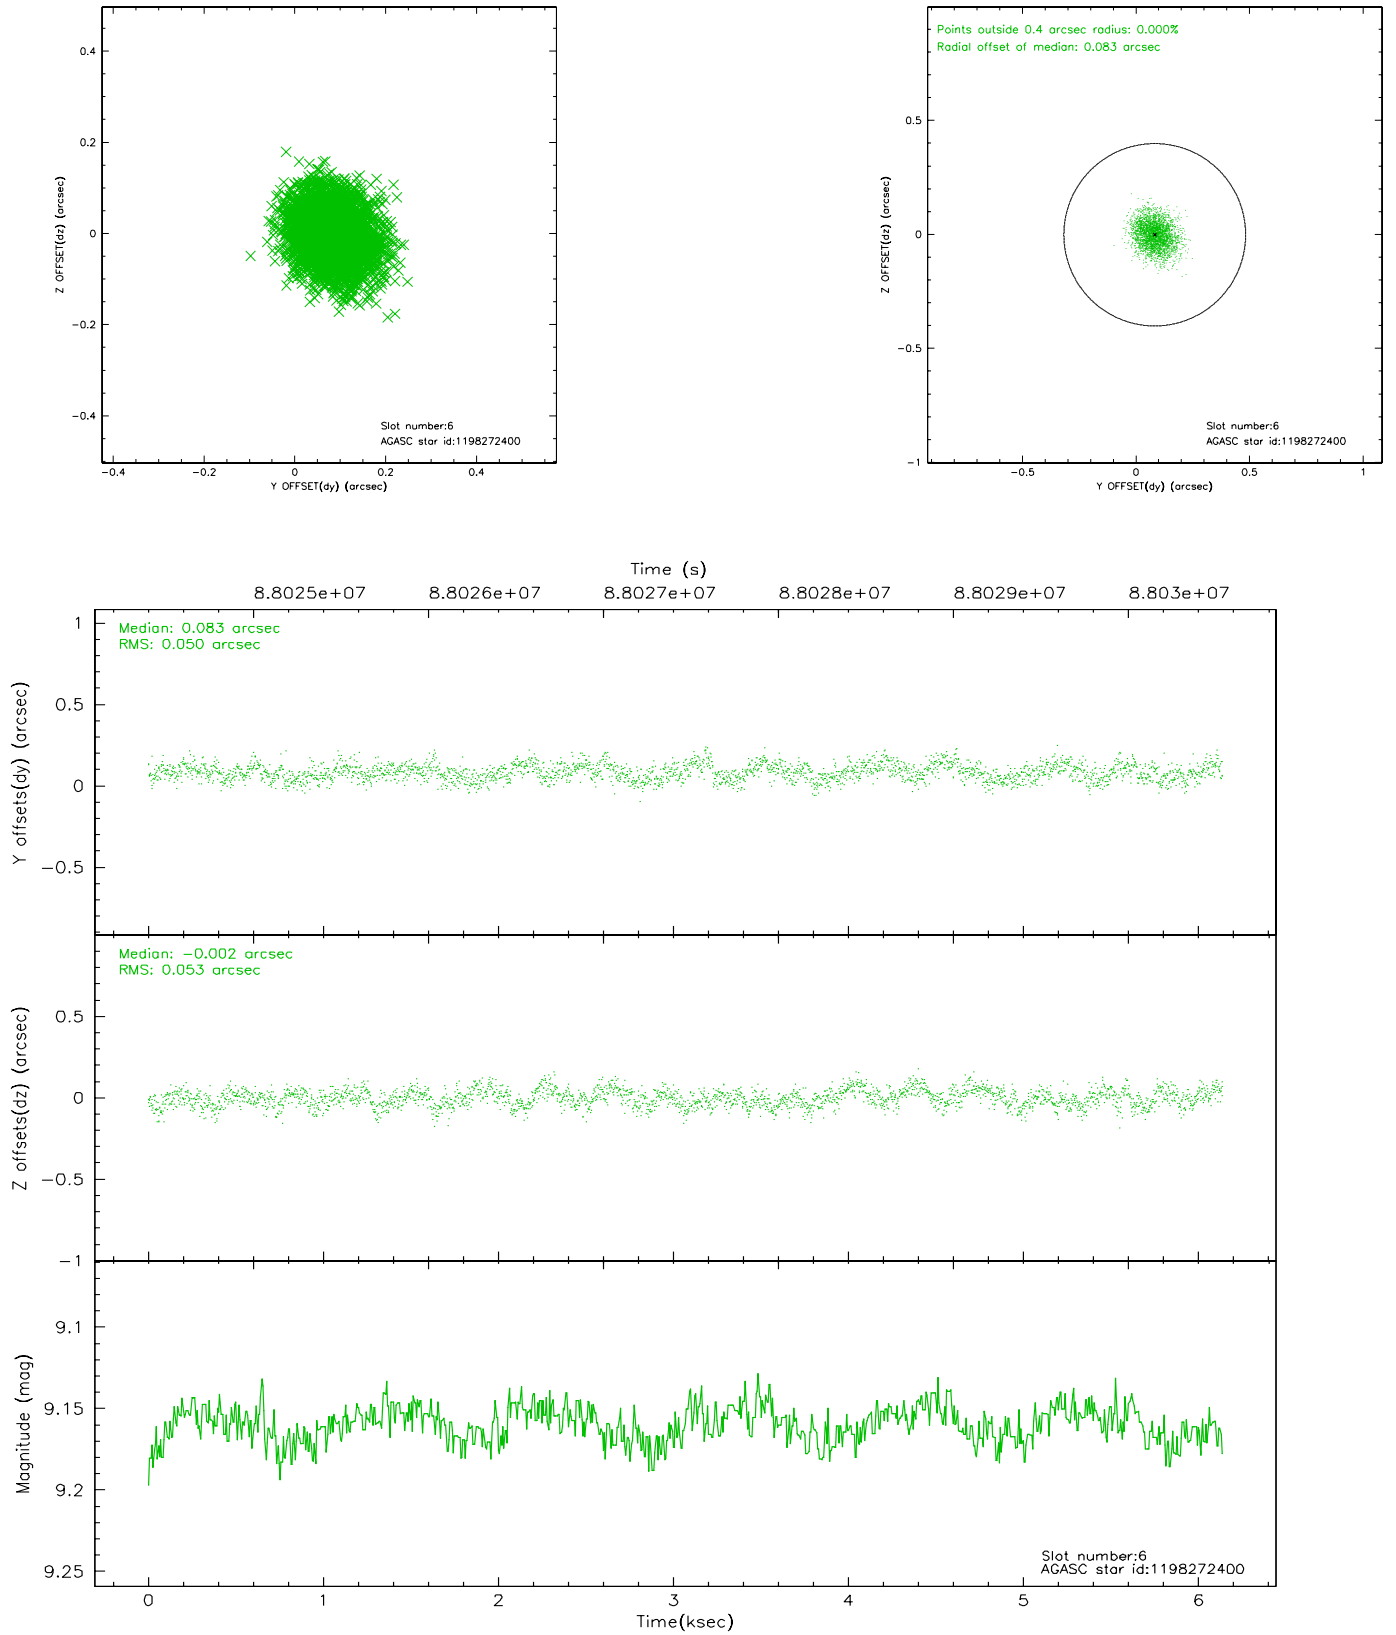 0.4
0.2
0
−0.2
−0.4
Z OFFSET(dz) (arcsec)
−0.4 −0.2 0 0.2 0.4
Y OFFSET(dy) (arcsec)
Slot number:6
AGASC star id:1198272400
Points outside 0.4 arcsec radius: 0.000%
Radial offset of median: 0.083 arcsec
0.5
0
−0.5
−1
Z OFFSET(dz) (arcsec)
−0.5 0 0.5 1
Y OFFSET(dy) (arcsec)
Slot number:6
AGASC star id:1198272400
Time (s)
8.8025e+07 8.8026e+07 8.8027e+07 8.8028e+07 8.8029e+07 8.803e+07
Median: 0.083 arcsec
RMS: 0.050 arcsec
1
0.5
0
−0.5
Y offsets(dy) (arcsec)
Median: −0.002 arcsec
RMS: 0.053 arcsec
0.5
0
−0.5
−1
Z offsets(dz) (arcsec)
9.1
9.15
9.2
9.25
Magnitude (mag)
Slot number:6
AGASC star id:1198272400
0 1 2 3 4 5 6
Time(ksec)